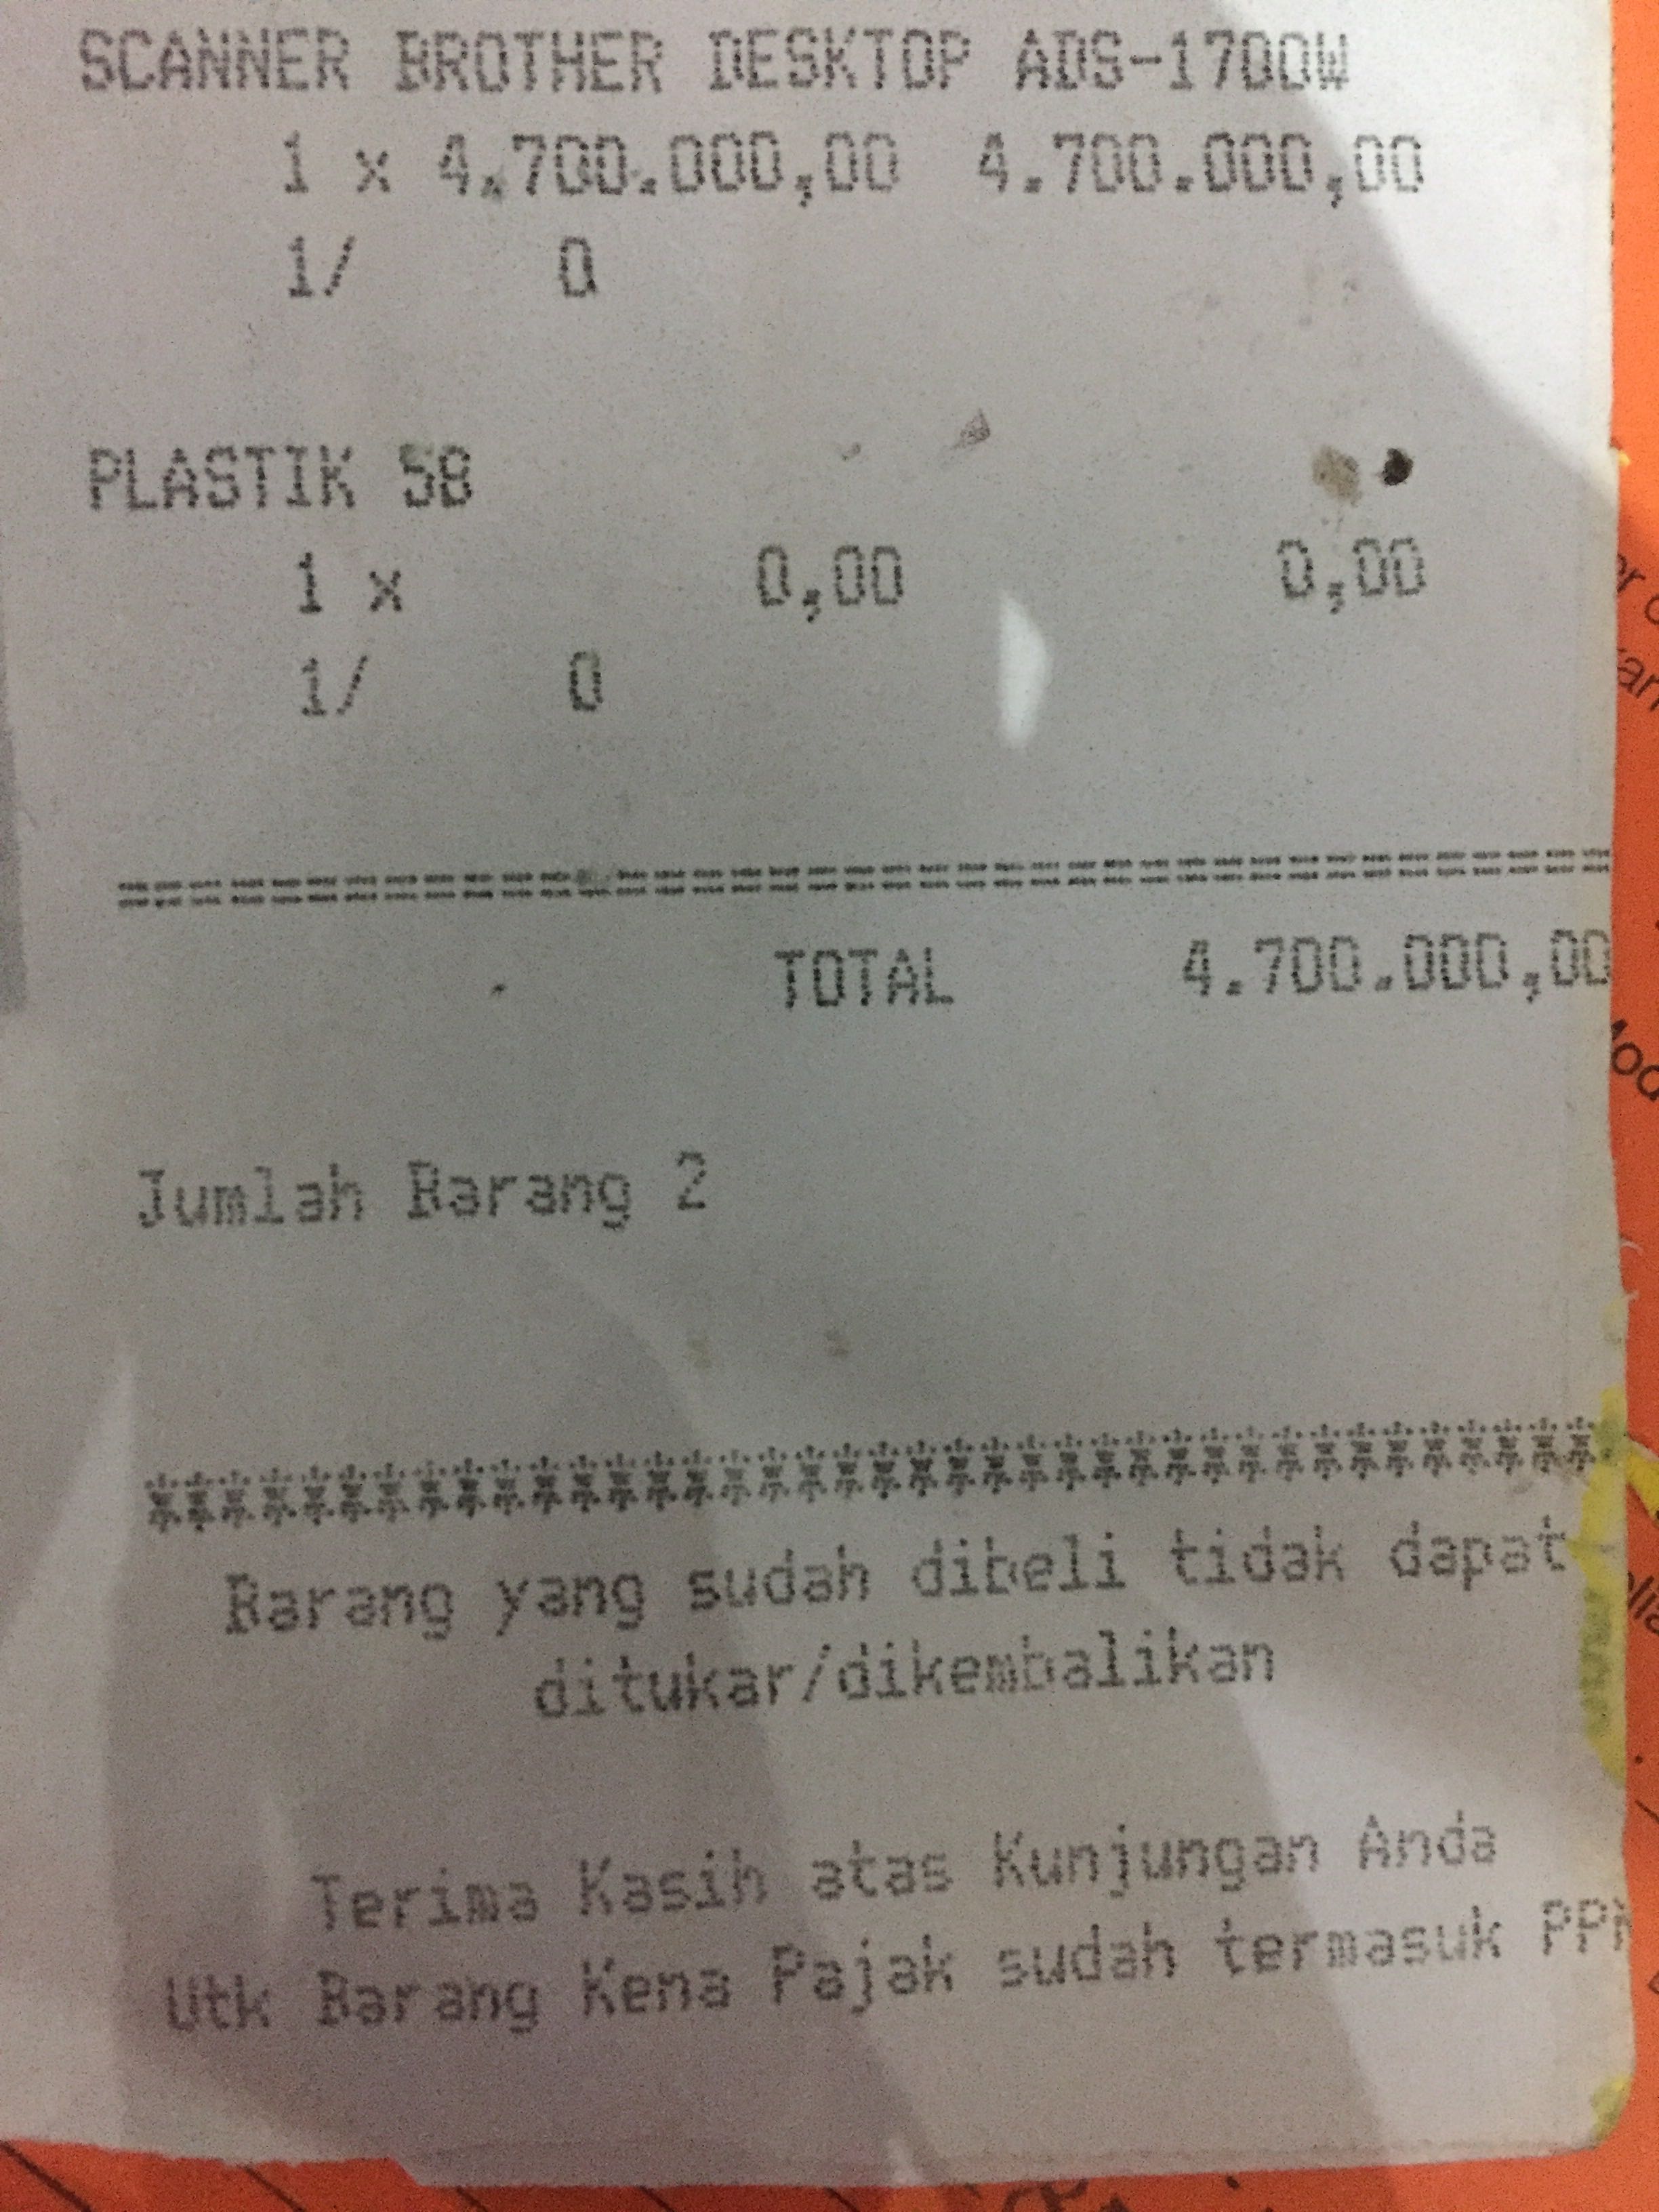 SCANNER BROTHER DESKTOP ADS-1700W
1 x 4.700.000,00 4.700.000,00
1/ 0
PLASTIK 5B
1 x 0,00 0,00
1/ 0
================================
TOTAL 4.700.000,00
Jumlah Barang 2
****************************************
Barang yang sudah dibeli tidak dapat
ditukar/dikembalikan
Terima Kasih atas Kunjungan Anda
Utk Barang Kena Pajak sudah termasuk PPN